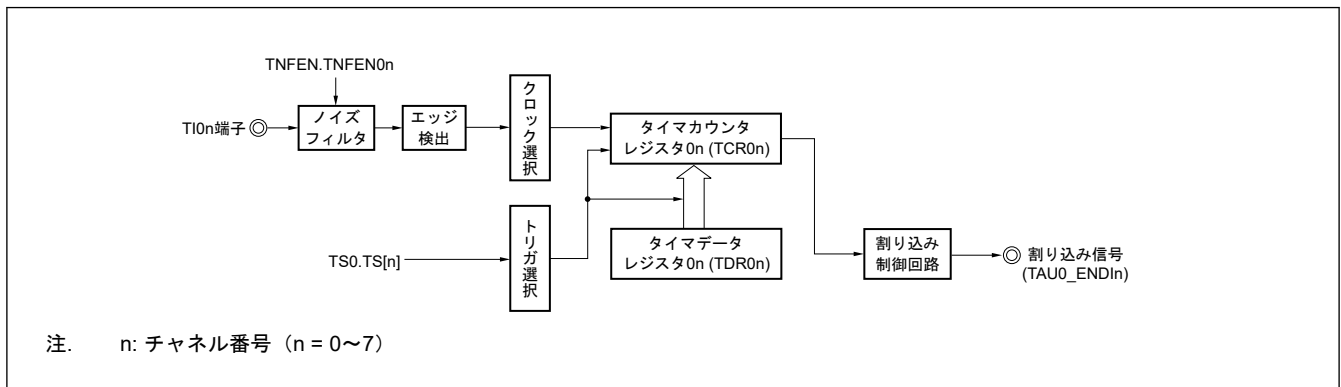 TNFEN.TNFEN0n
TI0n端子
ノイズ
フィルタ
エッジ
検出
クロック選択
タイマカウンタ
レジスタ0n (TCR0n)
TS0.TS[n]
トリガ選択
タイマデータ
レジスタ0n (TDR0n)
割り込み
制御回路
割り込み信号
(TAU0_ENDIn)
注. n: チャネル番号（n = 0〜7）